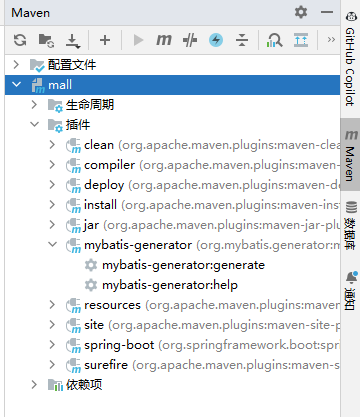 Maven
配置文件
mall
生命周期
插件
clean (org.apache.maven.plugins:maven-clea
compiler (org.apache.maven.plugins:maven-
deploy (org.apache.maven.plugins:maven-de
install (org.apache.maven.plugins:maven-ins
jar (org.apache.maven.plugins:maven-jar-plu
mybatis-generator (org.mybatis.generator:m
mybatis-generator:generate
mybatis-generator:help
resources (org.apache.maven.plugins:maven
site (org.apache.maven.plugins:maven-site-p
spring-boot (org.springframework.boot:spr
surefire (org.apache.maven.plugins:maven-s
依赖项
GitHub Copilot
m Maven
数据库
通知